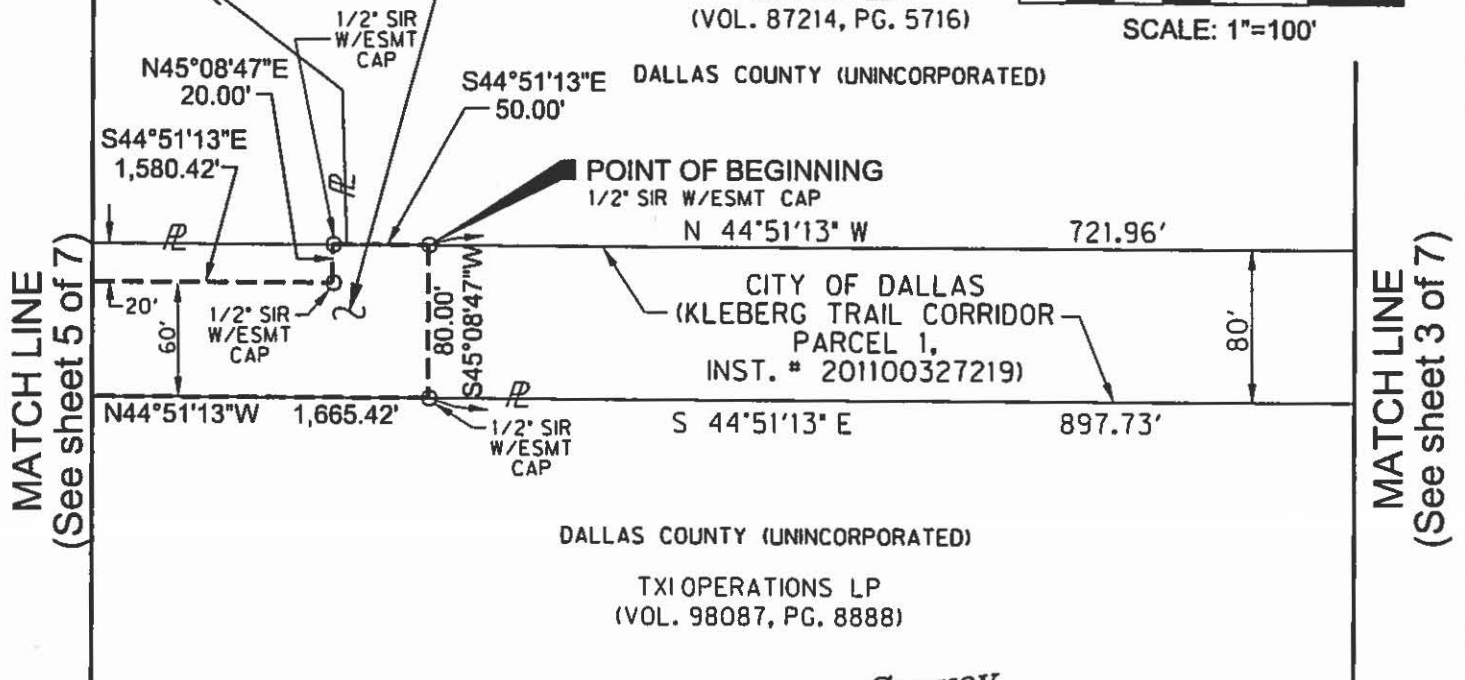 (VOL. 87214, PG. 5716)
SCALE: 1"=100'
1/2" SIR
W/ESMT
CAP
N45°08'47"E
20.00'
S44°51'13"E
50.00'
DALLAS COUNTY (UNINCORPORATED)
S44°51'13"E
1,580.42'
POINT OF BEGINNING
1/2" SIR W/ESMT CAP
PL
PL
N 44°51'13" W 721.96'
MATCH LINE
(See sheet 5 of 7)
20'
60'
1/2" SIR
W/ESMT
CAP
80.00'
S45°08'47"W
CITY OF DALLAS
(KLEBERG TRAIL CORRIDOR
PARCEL 1,
INST. # 201100327219)
80'
MATCH LINE
(See sheet 3 of 7)
N44°51'13"W 1,665.42'
PL
1/2" SIR
W/ESMT
CAP
S 44°51'13" E 897.73'
DALLAS COUNTY (UNINCORPORATED)
TXI OPERATIONS LP
(VOL. 98087, PG. 8888)